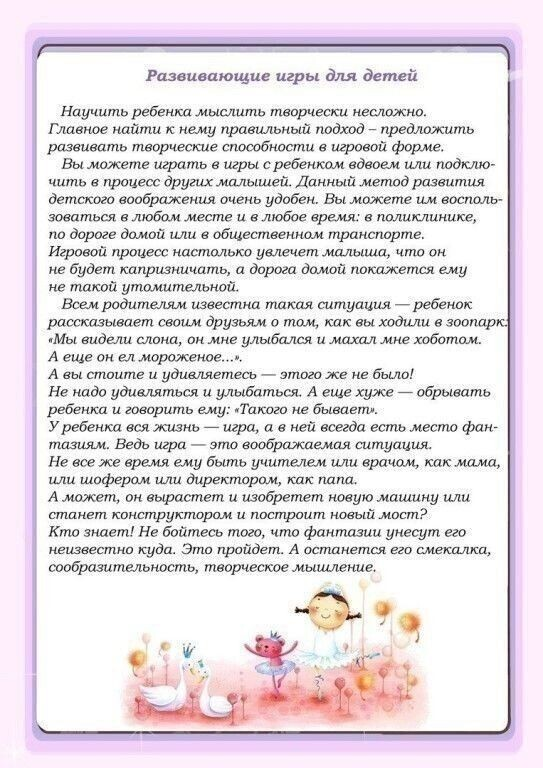 Развивающие игры для детей
Научить ребенка мыслить творчески несложно.
Главное найти к нему правильный подход – предложить
развивать творческие способности в игровой форме.
Вы можете играть в игры с ребенком вдвоем или подклю-
чить в процесс других малышей. Данный метод развития
детского воображения очень удобен. Вы можете им восполь-
зоваться в любом месте и в любое время: в поликлинике,
по дороге домой или в общественном транспорте.
Игровой процесс настолько увлечет малыша, что он
не будет капризничать, а дорога домой покажется ему
не такой утомительной.
Всем родителям известна такая ситуация — ребенок
рассказывает своим друзьям о том, как вы ходили в зоопарк:
«Мы видели слона, он мне улыбался и махал мне хоботом.
А еще он ел мороженое...».
А вы стоите и удивляетесь — этого же не было!
Не надо удивляться и улыбаться. А еще хуже — обрывать
ребенка и говорить ему: «Такого не бывает».
У ребенка вся жизнь — игра, а в ней всегда есть место фан-
тазиям. Ведь игра — это воображаемая ситуация.
Не все же время ему быть учителем или врачом, как мама,
или шофером или директором, как папа.
А может, он вырастет и изобретет новую машину или
станет конструктором и построит новый мост?
Кто знает! Не бойтесь того, что фантазии унесут его
неизвестно куда. Это пройдет. А останется его смекалка,
сообразительность, творческое мышление.